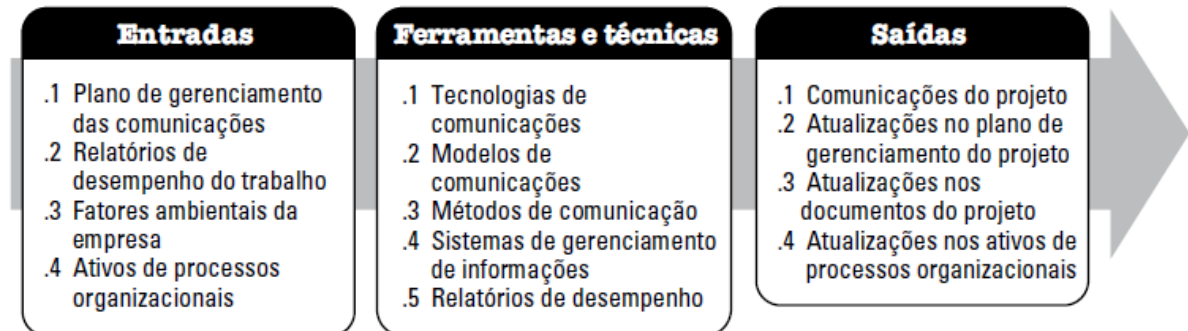 Entradas
.1 Plano de gerenciamento
das comunicações
.2 Relatórios de
desempenho do trabalho
.3 Fatores ambientais da
empresa
.4 Ativos de processos
organizacionais
Ferramentas e técnicas
.1 Tecnologias de
comunicações
.2 Modelos de
comunicações
.3 Métodos de comunicação
.4 Sistemas de gerenciamento
de informações
.5 Relatórios de desempenho
Saídas
.1 Comunicações do projeto
.2 Atualizações no plano de
gerenciamento do projeto
.3 Atualizações nos
documentos do projeto
.4 Atualizações nos ativos de
processos organizacionais